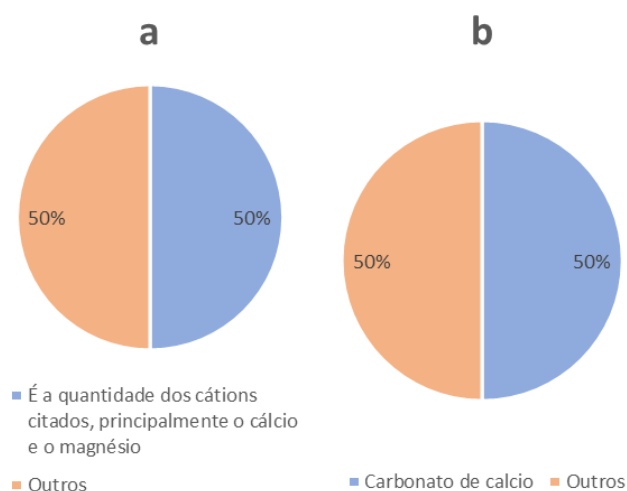 a
50%
50%
É a quantidade dos cátions
citados, principalmente o cálcio
e o magnésio
Outros
b
50%
50%
Carbonato de calcio
Outros